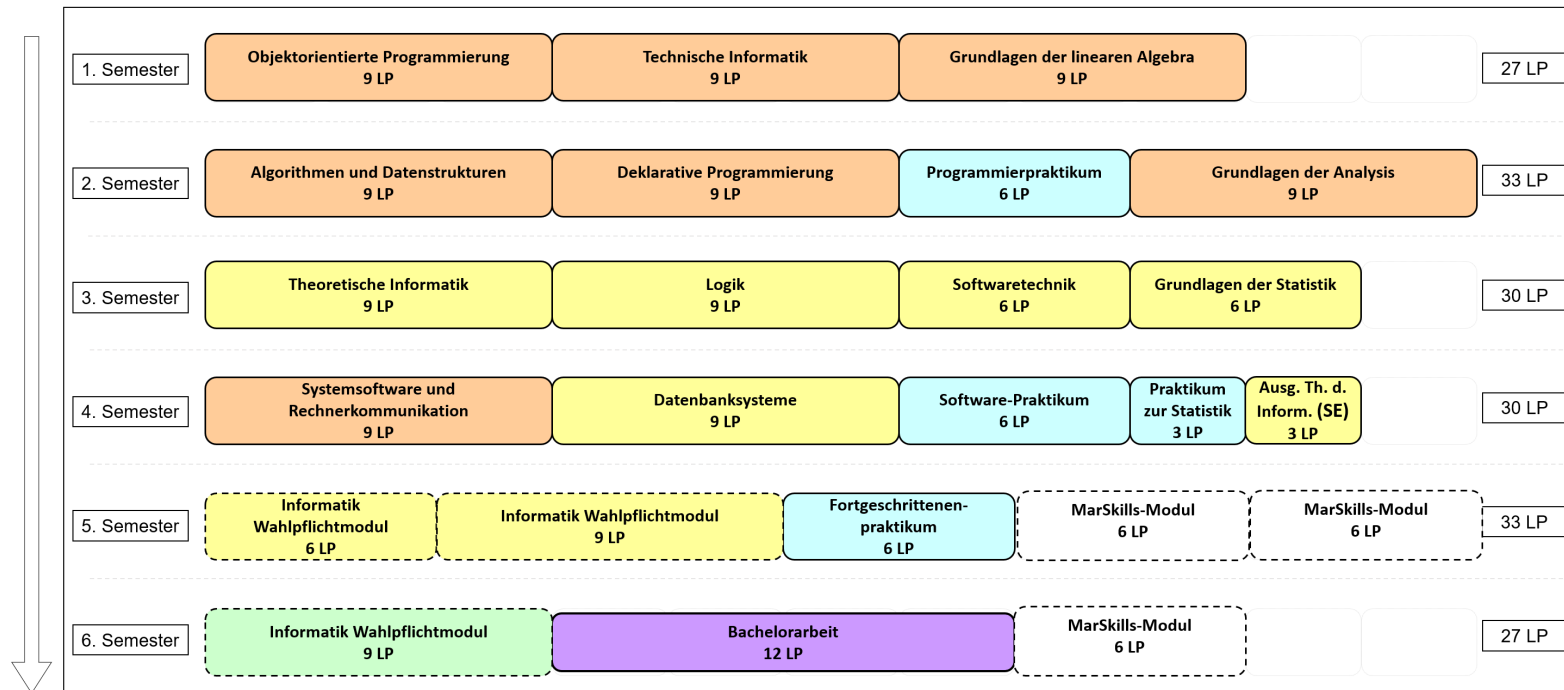 1. Semester
Objektorientierte Programmierung
9 LP
Technische Informatik
9 LP
Grundlagen der linearen Algebra
9 LP
27 LP
2. Semester
Algorithmen und Datenstrukturen
9 LP
Deklarative Programmierung
9 LP
Programmierpraktikum
6 LP
Grundlagen der Analysis
9 LP
33 LP
3. Semester
Theoretische Informatik
9 LP
Logik
9 LP
Softwaretechnik
6 LP
Grundlagen der Statistik
6 LP
30 LP
4. Semester
Systemsoftware und
Rechnerkommunikation
9 LP
Datenbanksysteme
9 LP
Software-Praktikum
6 LP
Praktikum
zur Statistik
3 LP
Ausg. Th. d.
Inform. (SE)
3 LP
30 LP
5. Semester
Informatik
Wahlpflichtmodul
6 LP
Informatik Wahlpflichtmodul
9 LP
Fortgeschrittenen-
praktikum
6 LP
MarSkills-Modul
6 LP
MarSkills-Modul
6 LP
33 LP
6. Semester
Informatik Wahlpflichtmodul
9 LP
Bachelorarbeit
12 LP
MarSkills-Modul
6 LP
27 LP